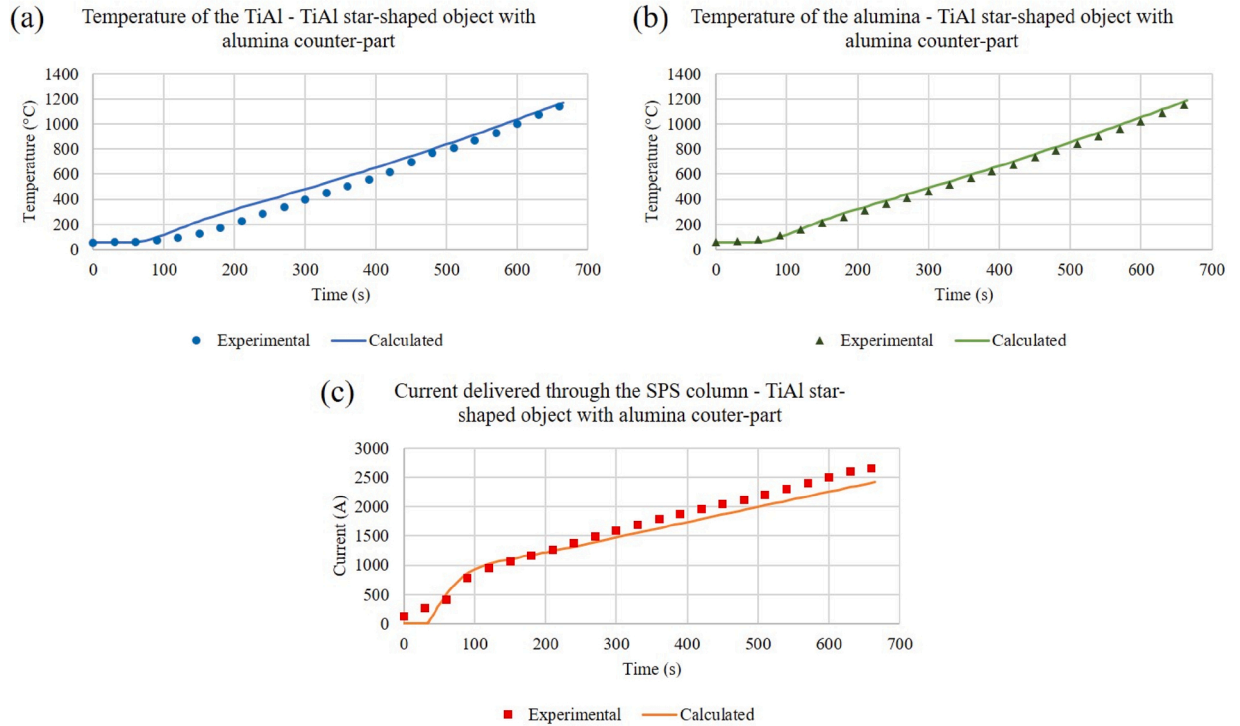 (a)
Temperature of the TiAl - TiAl star-shaped object with
alumina counter-part
1400
1200
1000
800
600
400
200
0
Temperature (°C)
0 100 200 300 400 500 600 700
Time (s)
Experimental Calculated
(b)
Temperature of the alumina - TiAl star-shaped object with
alumina counter-part
1400
1200
1000
800
600
400
200
0
Temperature (°C)
0 100 200 300 400 500 600 700
Time (s)
Experimental Calculated
(c)
Current delivered through the SPS column - TiAl star-
shaped object with alumina couter-part
3000
2500
2000
1500
1000
500
0
Current (A)
0 100 200 300 400 500 600 700
Time (s)
Experimental Calculated